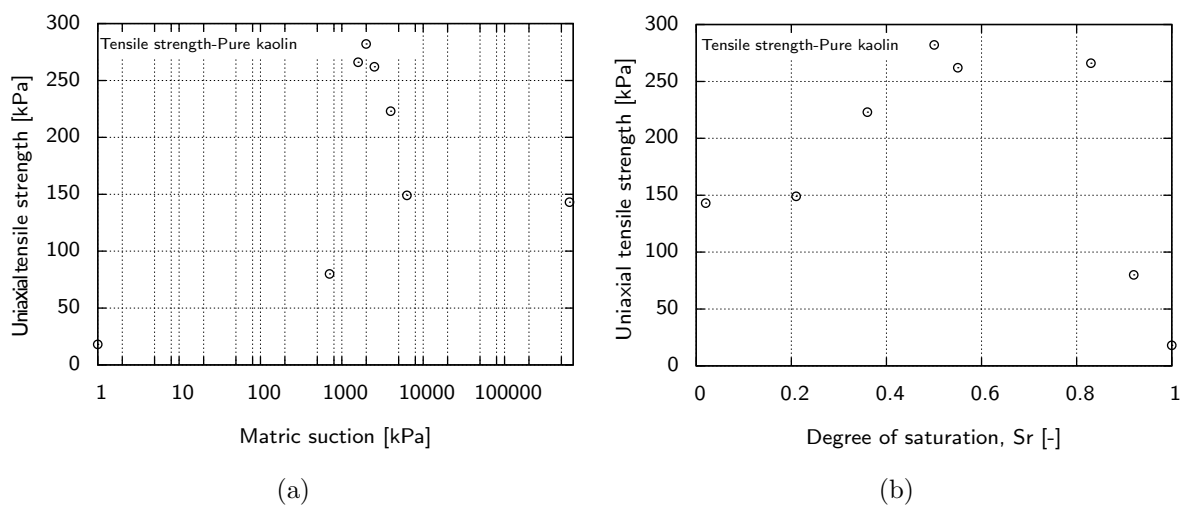 300
250
200
150
100
50
0
Uniaxial tensile strength [kPa]
Tensile strength-Pure kaolin
1 10 100 1000 10000 100000
Matric suction [kPa]
(a)
300
250
200
150
100
50
0
Uniaxial tensile strength [kPa]
Tensile strength-Pure kaolin
0 0.2 0.4 0.6 0.8 1
Degree of saturation, Sr [-]
(b)